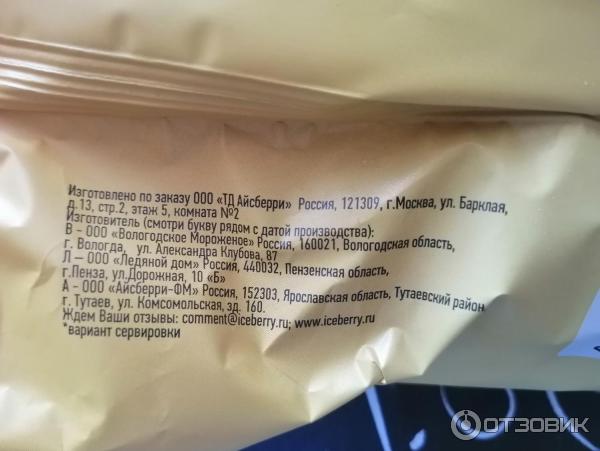 Изготовлено по заказу ООО «ТД Айсберри» Россия, 121309, г.Москва, ул. Барклая,
д.13, стр.2, этаж 5, комната №2
Изготовитель (смотри букву рядом с датой производства):
В - ООО «Вологодское Мороженое» Россия, 160021, Вологодская область,
г. Вологда, ул. Александра Клубова, 87
Л — ООО «Ледяной дом» Россия, 440032, Пензенская область,
г.Пенза, ул.Дорожная, 10 «Б»
А - ООО «Айсберри-ФМ» Россия, 152303, Ярославская область, Тутаевский район
г. Тутаев, ул. Комсомольская, зд. 160.
Ждем Ваши отзывы: comment@iceberry.ru; www.iceberry.ru
*вариант сервировки
ОТЗОВИК